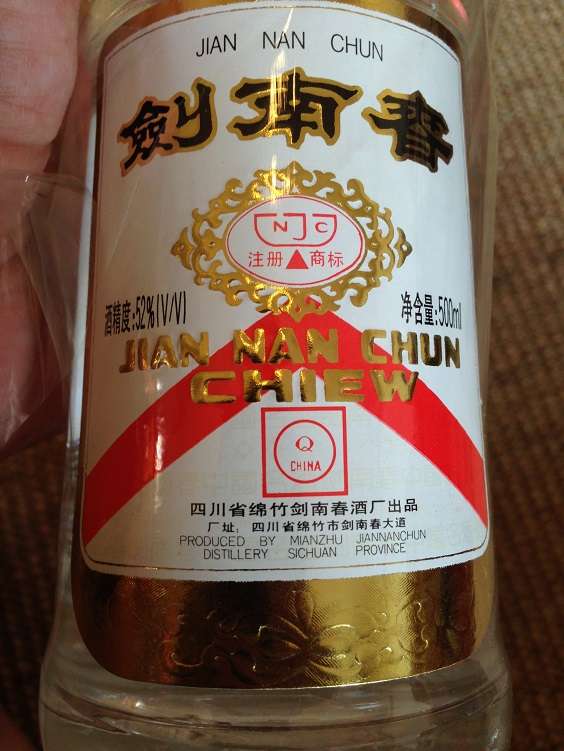 JIAN NAN CHUN
劍南春
NJC
注册 商标
酒精度:52%(V/V)
净含量:500ml
JIAN NAN CHUN
CHIEW
Q
CHINA
四川省绵竹剑南春酒厂出品
厂址: 四川省绵竹市剑南春大道
PRODUCED BY MIANZHU JIANNANCHUN
DISTILLERY SICHUAN PROVINCE